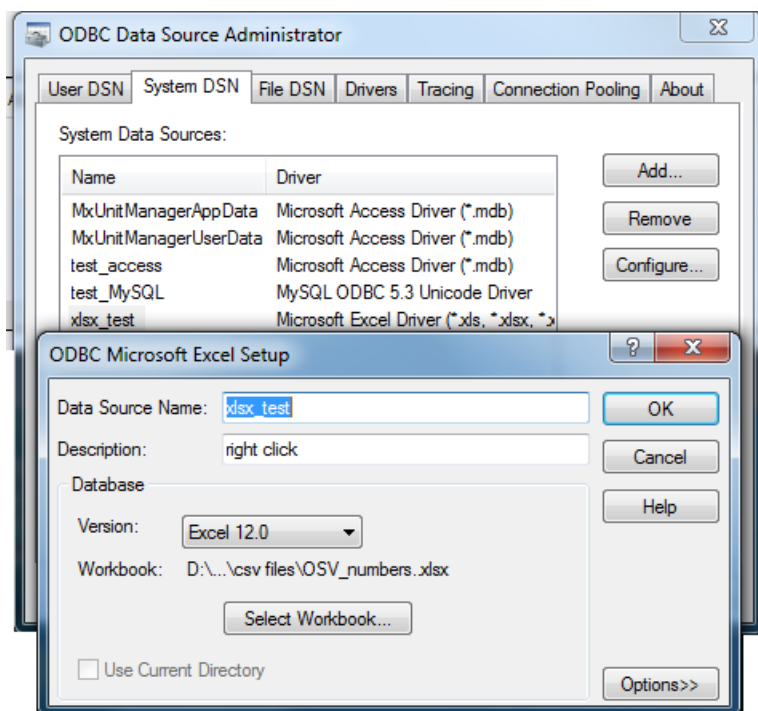 ODBC Data Source Administrator
User DSN System DSN File DSN Drivers Tracing Connection Pooling About
System Data Sources:
Name Driver
MxUnitManagerAppData Microsoft Access Driver (*.mdb)
MxUnitManagerUserData Microsoft Access Driver (*.mdb)
test_access Microsoft Access Driver (*.mdb)
test_MySQL MySQL ODBC 5.3 Unicode Driver
xlsx_test Microsoft Excel Driver (*.xls, *.xlsx, *.x
Add...
Remove
Configure...
ODBC Microsoft Excel Setup
Data Source Name: xlsx_test
Description: right click
Database
Version: Excel 12.0
Workbook: D:\...\csv files\OSV_numbers..xlsx
Select Workbook...
Use Current Directory
OK
Cancel
Help
Options>>